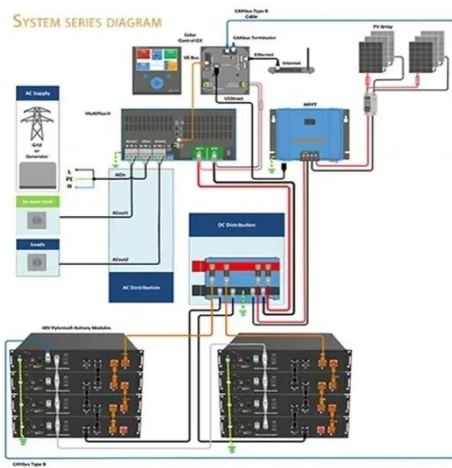 SYSTEM SERIES DIAGRAM
CANbus Type B
Cable
Color
Control GX
CANbus Terminator
PV Array
VE Bus
Ethernet
Internet
AC Supply
VEDirect
MPPT
MultiPlus-II
Grid
or
Generator
L
PE
N
ACin
ACout1
DC Distribution
Loads
ACout2
AC Distribution
48V Pylontech Battery Modules
CANbus Type B